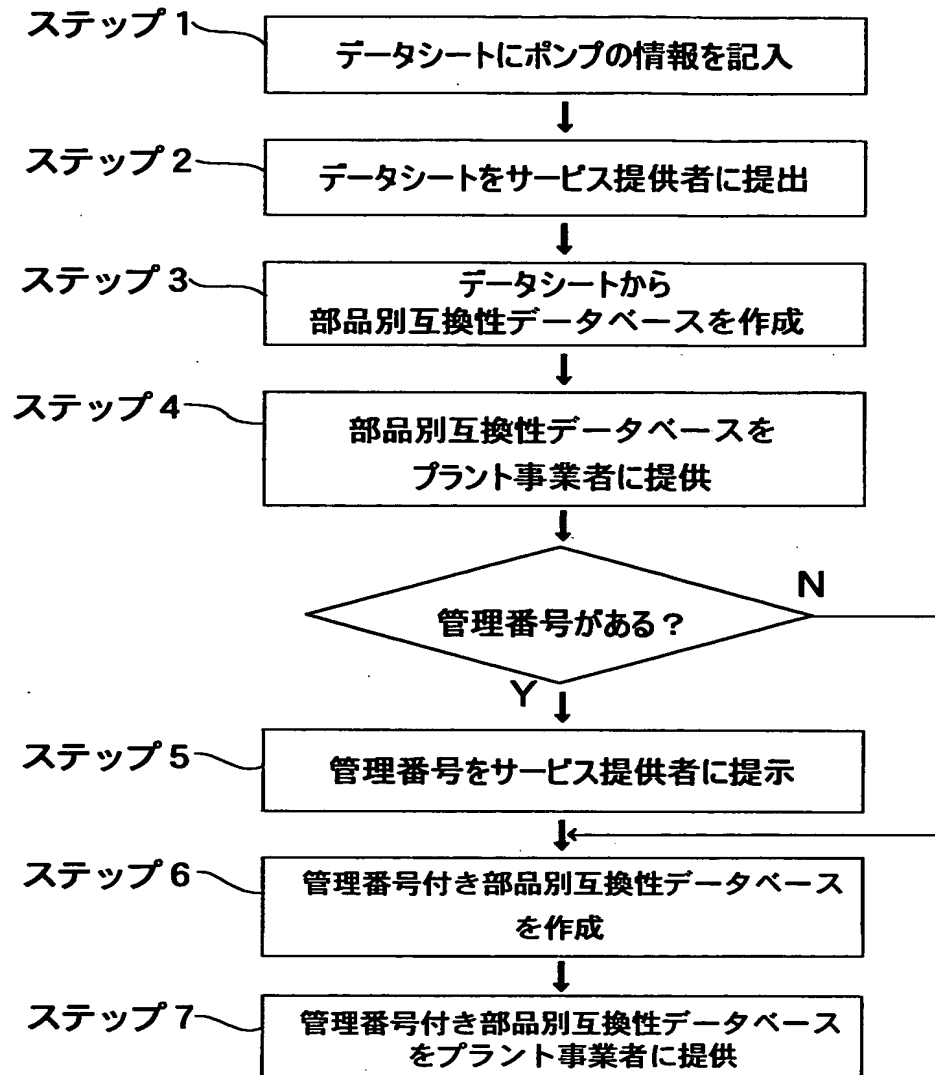 ステップ1
データシートにポンプの情報を記入
ステップ2
データシートをサービス提供者に提出
ステップ3
データシートから
部品別互換性データベースを作成
ステップ4
部品別互換性データベースを
プラント事業者に提供
管理番号がある?
N
Y
ステップ5
管理番号をサービス提供者に提示
ステップ6
管理番号付き部品別互換性データベース
を作成
ステップ7
管理番号付き部品別互換性データベース
をプラント事業者に提供